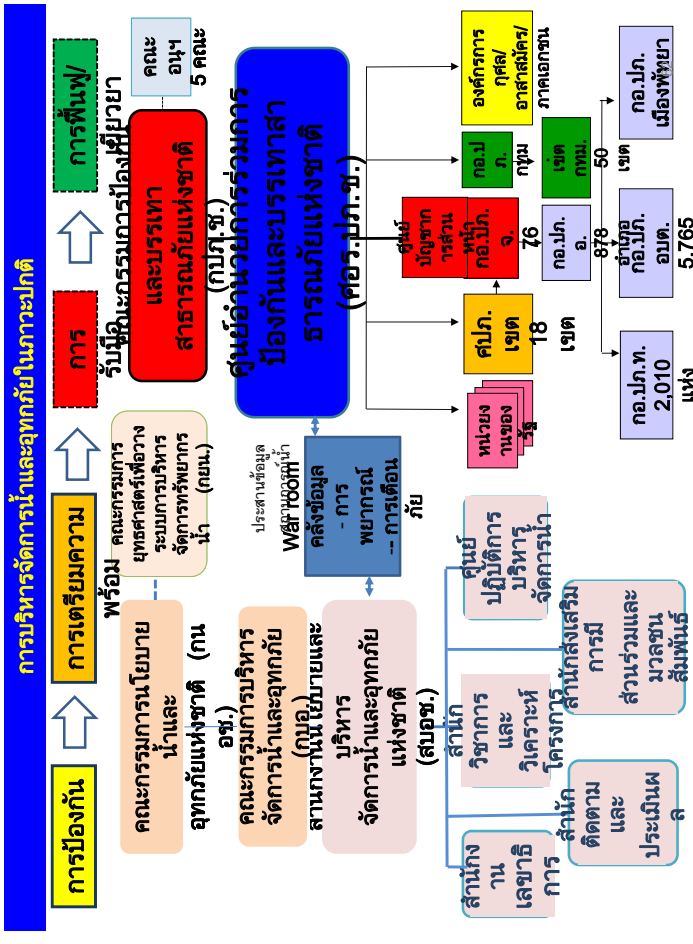 การบริหารจัดการน้ำและอุทกภัยในภาวะปกติ
การป้องกัน
การเตรียมความ
พร้อม
การ
รับมือ
การฟื้นฟู/
เยียวยา
คณะกรรมการนโยบาย
น้ำและ
อุทกภัยแห่งชาติ (กน
อช.)
คณะกรรมการ
ยุทธศาสตร์เพื่อวาง
ระบบการบริหาร
จัดการทรัพยากร
น้ำ (กยน.)
คณะกรรมการป้องกัน
และบรรเทา
สาธารณภัยแห่งชาติ
(กปภ.ช.)
คณะ
อนุฯ
5 คณะ
คณะกรรมการบริหาร
จัดการน้ำและอุทกภัย
(กบอ.)
สำนักงานนโยบายและ
บริหาร
จัดการน้ำและอุทกภัย
แห่งชาติ
(สบอช.)
ประสานข้อมูล
สถานการณ์น้ำ
War room
คลังข้อมูล
- การ
พยากรณ์
-- การเตือน
ภัย
ศูนย์อำนวยการร่วมการ
ป้องกันและบรรเทาสา
ธารณภัยแห่งชาติ
(ศอร.ปภ.ช.)
หน่วยงานของ
รัฐ
ศปภ.
เขต
18
เขต
ศูนย์
บัญชาก
ารส่วน
หน้า
กอ.ปภ.
จ.
76
กอ.ป
ภ.
กทม
องค์กรการ
กุศล/
อาสาสมัคร/
ภาคเอกชน
กอ.ปภ.
อ.
878
อำเภอ
เขต
กทม.
50
เขต
กอ.ปภ.ท.
2,010
แห่ง
กอ.ปภ.
อบต.
5,765
กอ.ปภ.
เมืองพัทยา
สำนักง
าน
เลขาธิ
การ
สำนัก
ติดตาม
และ
ประเมินผ
ล
สำนัก
วิชาการ
และ
วิเคราะห์
โครงการ
สำนักส่งเสริม
การมี
ส่วนร่วมและ
มวลชน
สัมพันธ์
ศูนย์
ปฏิบัติการ
บริหาร
จัดการน้ำ